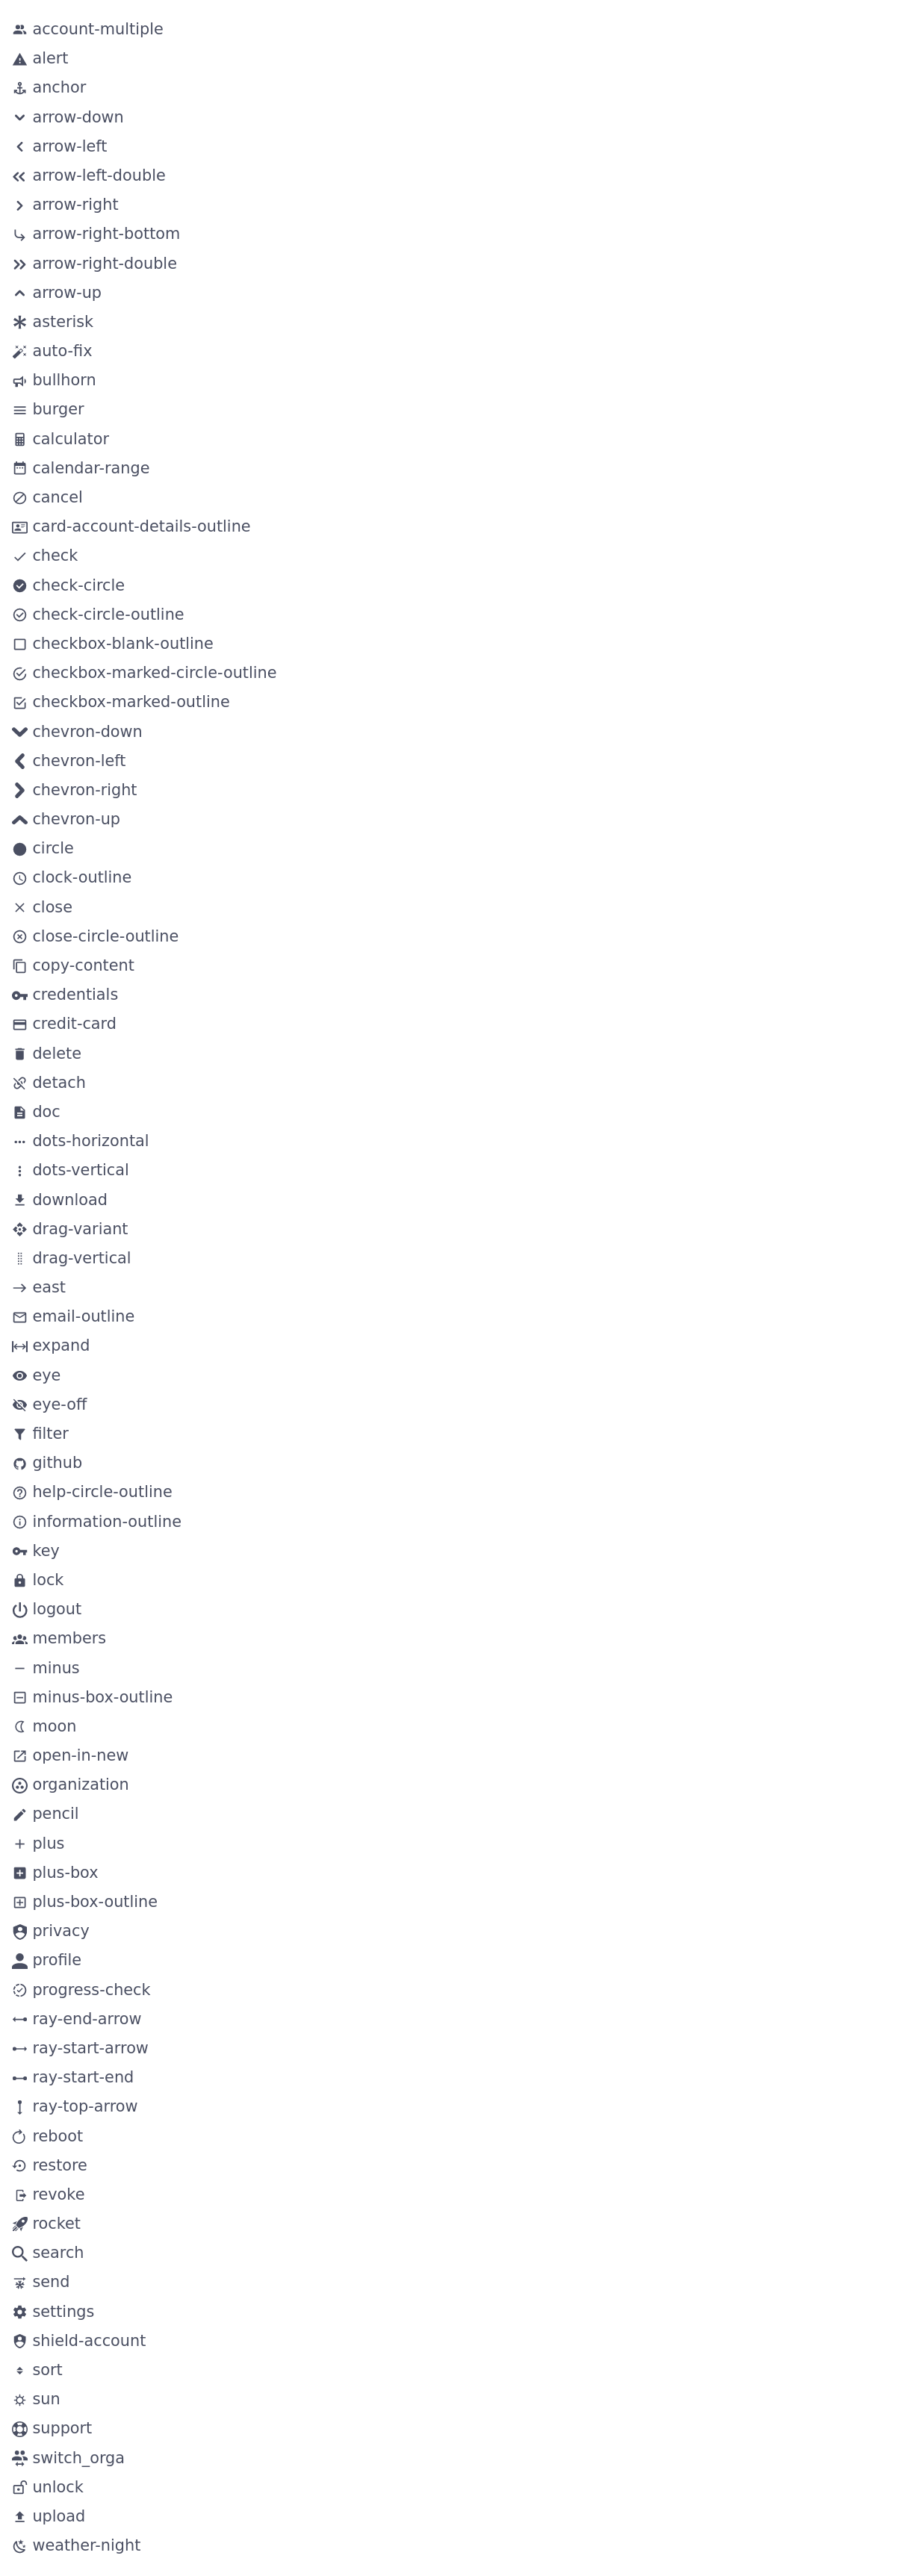 account-multiple
alert
anchor
arrow-down
arrow-left
arrow-left-double
arrow-right
arrow-right-bottom
arrow-right-double
arrow-up
asterisk
auto-fix
bullhorn
burger
calculator
calendar-range
cancel
card-account-details-outline
check
check-circle
check-circle-outline
checkbox-blank-outline
checkbox-marked-circle-outline
checkbox-marked-outline
chevron-down
chevron-left
chevron-right
chevron-up
circle
clock-outline
close
close-circle-outline
copy-content
credentials
credit-card
delete
detach
doc
dots-horizontal
dots-vertical
download
drag-variant
drag-vertical
east
email-outline
expand
eye
eye-off
filter
github
help-circle-outline
information-outline
key
lock
logout
members
minus
minus-box-outline
moon
open-in-new
organization
pencil
plus
plus-box
plus-box-outline
privacy
profile
progress-check
ray-end-arrow
ray-start-arrow
ray-start-end
ray-top-arrow
reboot
restore
revoke
rocket
search
send
settings
shield-account
sort
sun
support
switch_orga
unlock
upload
weather-night